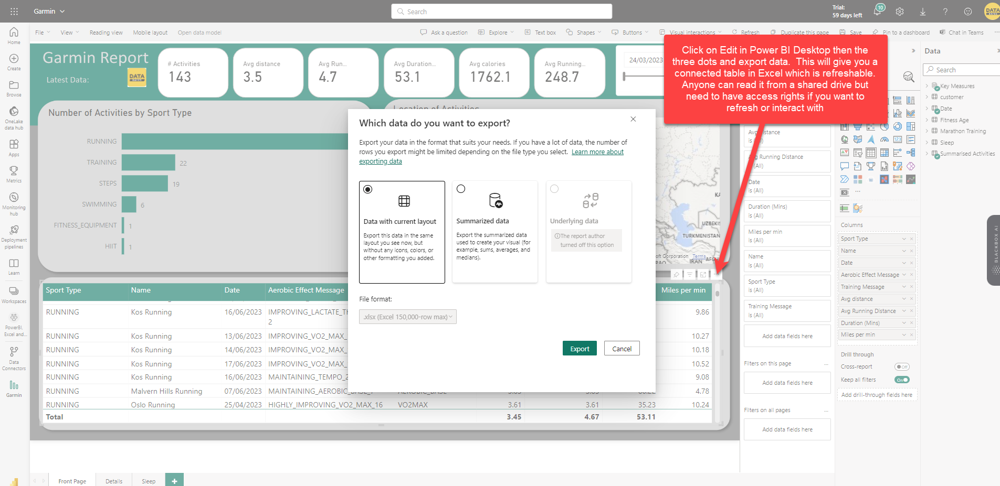 Garmin
Search
Trial:
59 days left
10
DATA
File
View
Reading view
Mobile layout
Open data model
Ask a question
Explore
Text box
Shapes
Buttons
Visual interactions
Refresh
Duplicate this page
Save
Pin to a dashboard
Chat in Teams
Home
Create
Browse
OneLake
data hub
Apps
Metrics
Monitoring
hub
Deployment
pipelines
Learn
Workspaces
PowerBI,
Excel and...
Data
Connectors
Garmin
Garmin Report
Latest Data:
DATA
# Activities
143
Avg distance
3.5
Avg Run...
4.7
Avg Duration...
53.1
Avg calories
1762.1
Avg Running...
248.7
24/03/2023
Click on Edit in Power BI Desktop then the
three dots and export data. This will give you a
connected table in Excel which is refreshable.
Anyone can read it from a shared drive but
need to have access rights if you want to
refresh or interact with
Number of Activities by Sport Type
RUNNING
TRAINING
22
STEPS
19
SWIMMING
6
FITNESS_EQUIPMENT
1
HIIT
1
Location of Activities
UZBEKIS
TURKMENISTAN
IRAN
AFG
oft Corporation
Terms
Which data do you want to export?
Export your data in the format that suits your needs. If you have a lot of data, the number of
rows you export might be limited depending on the file type you select. Learn more about
exporting data
Data with current layout
Export this data in the same
layout you see now, but
without any icons, colors, or
other formatting you added.
Summarized data
Export the summarized data
used to create your visual (for
example, sums, averages, and
medians).
Underlying data
The report author
turned off this option
File format:
.xlsx (Excel 150,000-row max)
Export
Cancel
Sport Type Name Date Aerobic Effect Message Miles per min
RUNNING Kos Running 16/06/2023 IMPROVING_LACTATE_TH 9.86
2
RUNNING Kos Running 13/06/2023 IMPROVING_VO2_MAX_ 10.27
RUNNING Kos Running 14/06/2023 IMPROVING_VO2_MAX_ 10.18
RUNNING Kos Running 17/06/2023 IMPROVING_VO2_MAX_ 10.52
RUNNING Kos Running 16/06/2023 MAINTAINING_TEMPO_2 9.08
RUNNING Malvern Hills Running 07/06/2023 MAINTAINING_AEROBIC_BASE_ AEROBIC_BASE 4.78
RUNNING Oslo Running 25/04/2023 HIGHLY_IMPROVING_VO2_MAX_16 VO2MAX 3.61 3.61 35.23 10.24
Total 3.45 4.67 53.11
Front Page
Details
Sleep
Avg distance
is (All)
Avg Running Distance
is (All)
Date
is (All)
Duration (Mins)
is (All)
Miles per min
is (All)
Name
is (All)
Sport Type
is (All)
Training Message
is (All)
Add data fields here
Filters on this page
...
Add data fields here
Filters on all pages
...
Add data fields here
Columns
Sport Type
Name
Date
Aerobic Effect Message
Training Message
Avg distance
Avg Running Distance
Duration (Mins)
Miles per min
Drill through
Cross-report
Off
Keep all filters
On
Add drill-through fields here
Data
Search
Key Measures
customer
Date
Fitness Age
Marathon Training
Sleep
Summarised Activities
BLACKBOX AI